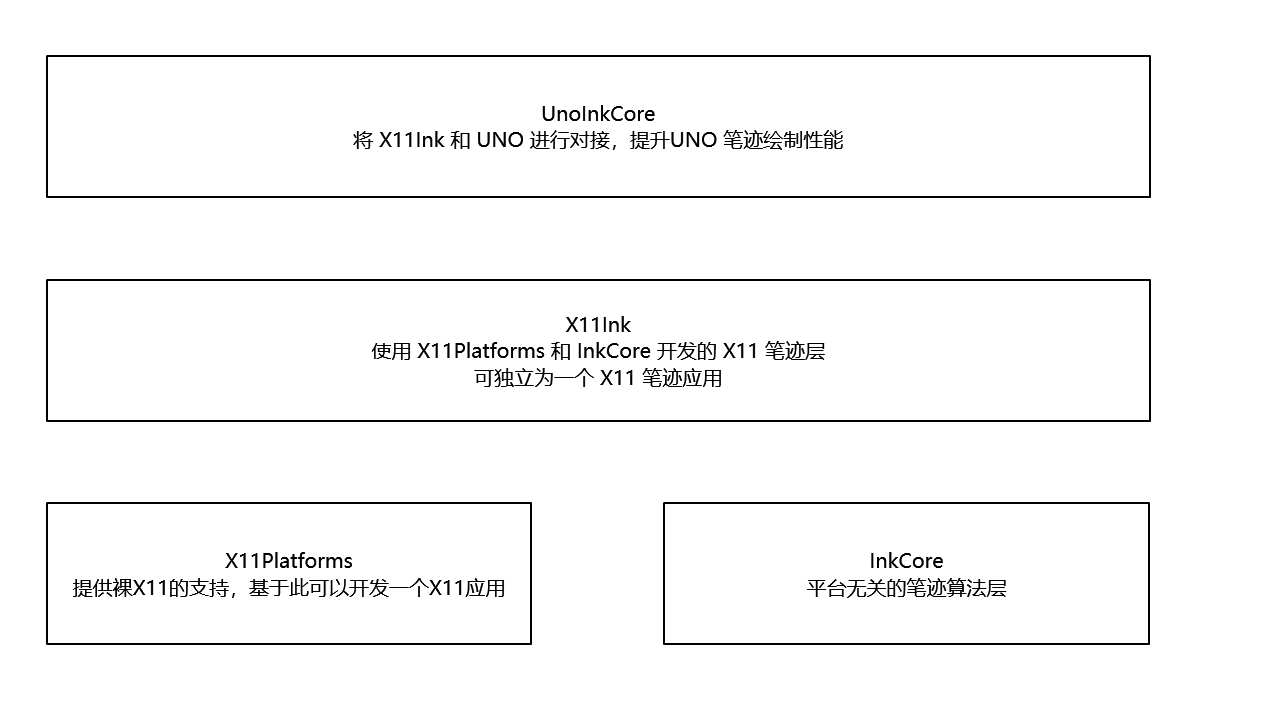 UnoInkCore
将 X11Ink 和 UNO 进行对接，提升UNO 笔迹绘制性能
X11Ink
使用 X11Platforms 和 InkCore 开发的 X11 笔迹层
可独立为一个 X11 笔迹应用
X11Platforms
提供裸X11的支持，基于此可以开发一个X11应用
InkCore
平台无关的笔迹算法层